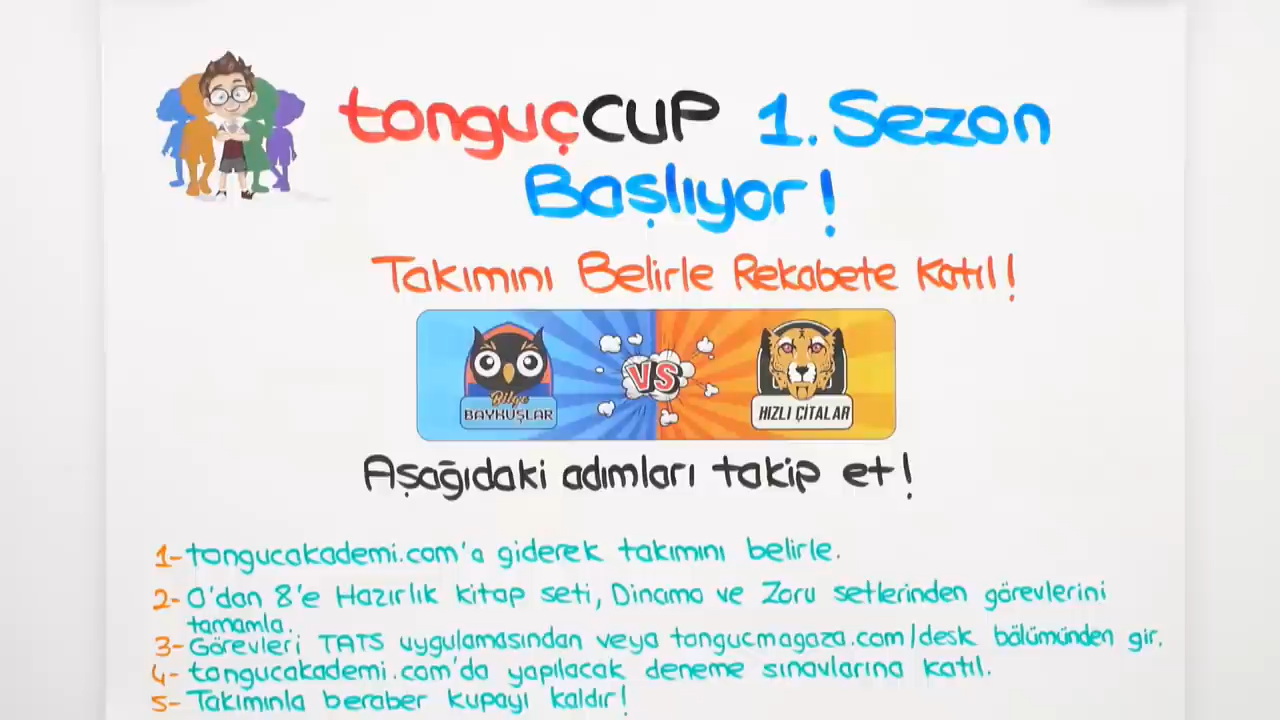 tonguçCUP 1. Sezon
Başlıyor!
Takımını Belirle Rekabete Katıl!
Bilge
BAYKUŞLAR
VS
HIZLI ÇİTALAR
Aşağıdaki adımları takip et!
1- tongucakademi.com'a giderek takımını belirle.
2- 0'dan 8'e Hazırlık kitap seti, Dinamo ve Zoru setlerinden görevlerini
tamamla.
3- Görevleri TATS uygulamasından veya tongucmagaza.com/desk bölümünden gir.
4- tongucakademi.com'da yapılacak deneme sınavlarına katıl.
5- Takımınla beraber kupayı kaldır!